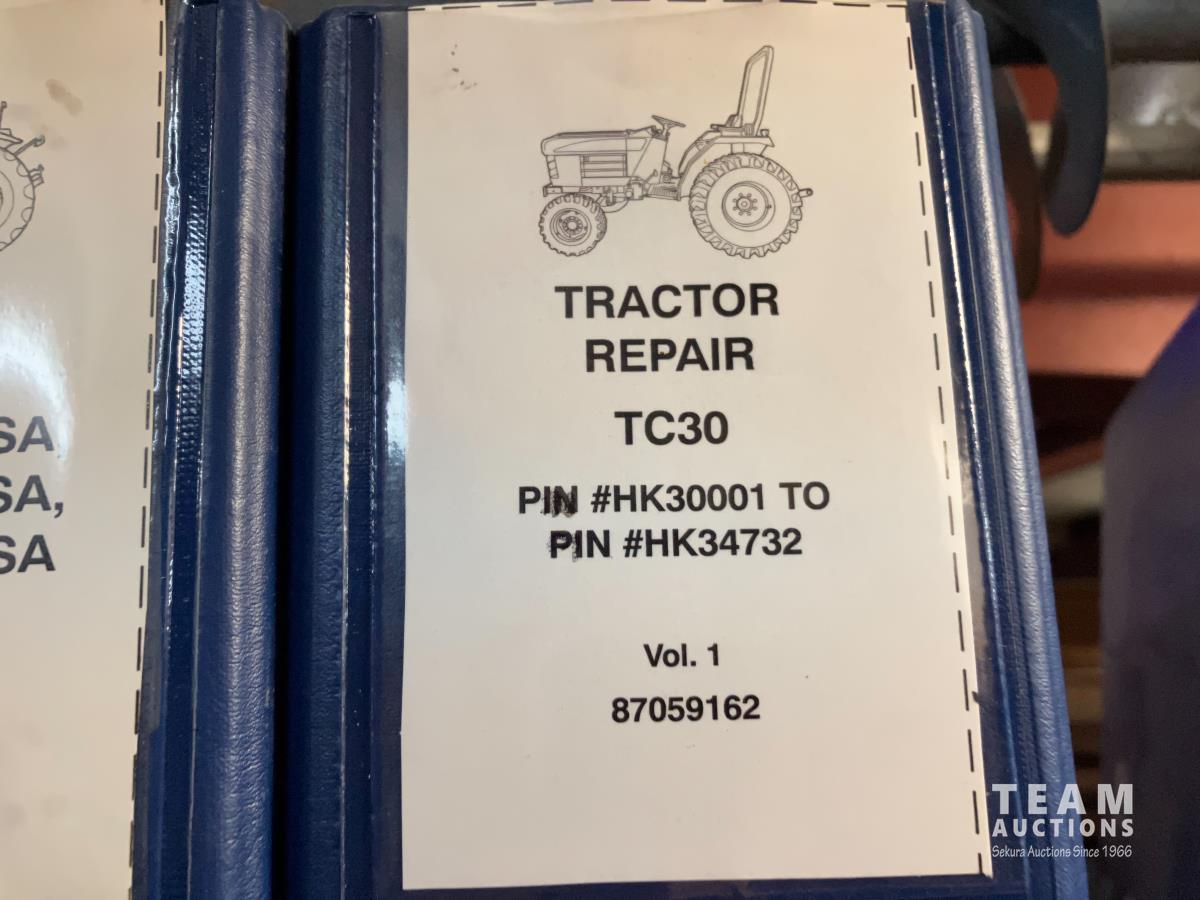 SA
SA,
SA
TRACTOR
REPAIR
TC30
PIN #HK30001 TO
PIN #HK34732
Vol. 1
87059162
TEAM
AUCTIONS
Sekura Auctions Since 1966